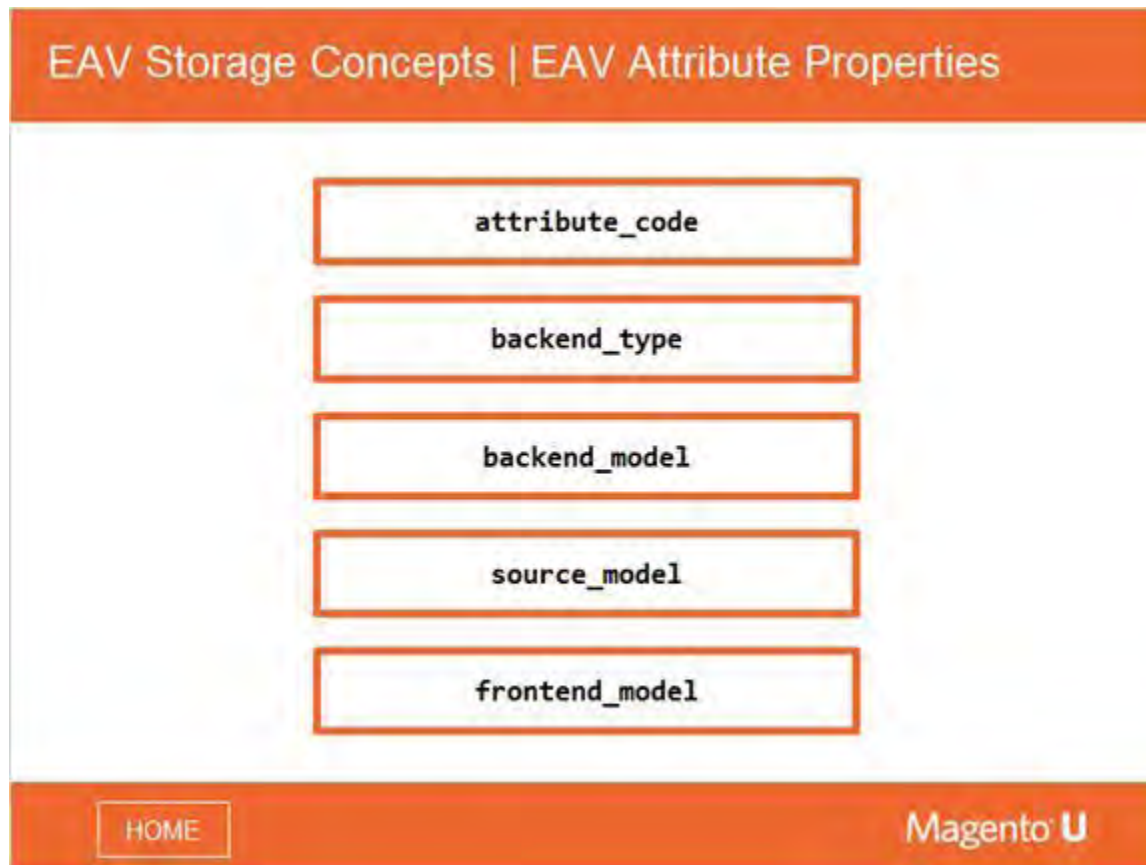 EAV Storage Concepts | EAV Attribute Properties
attribute_code
backend_type
backend_model
source_model
frontend_model
HOME
Magento U